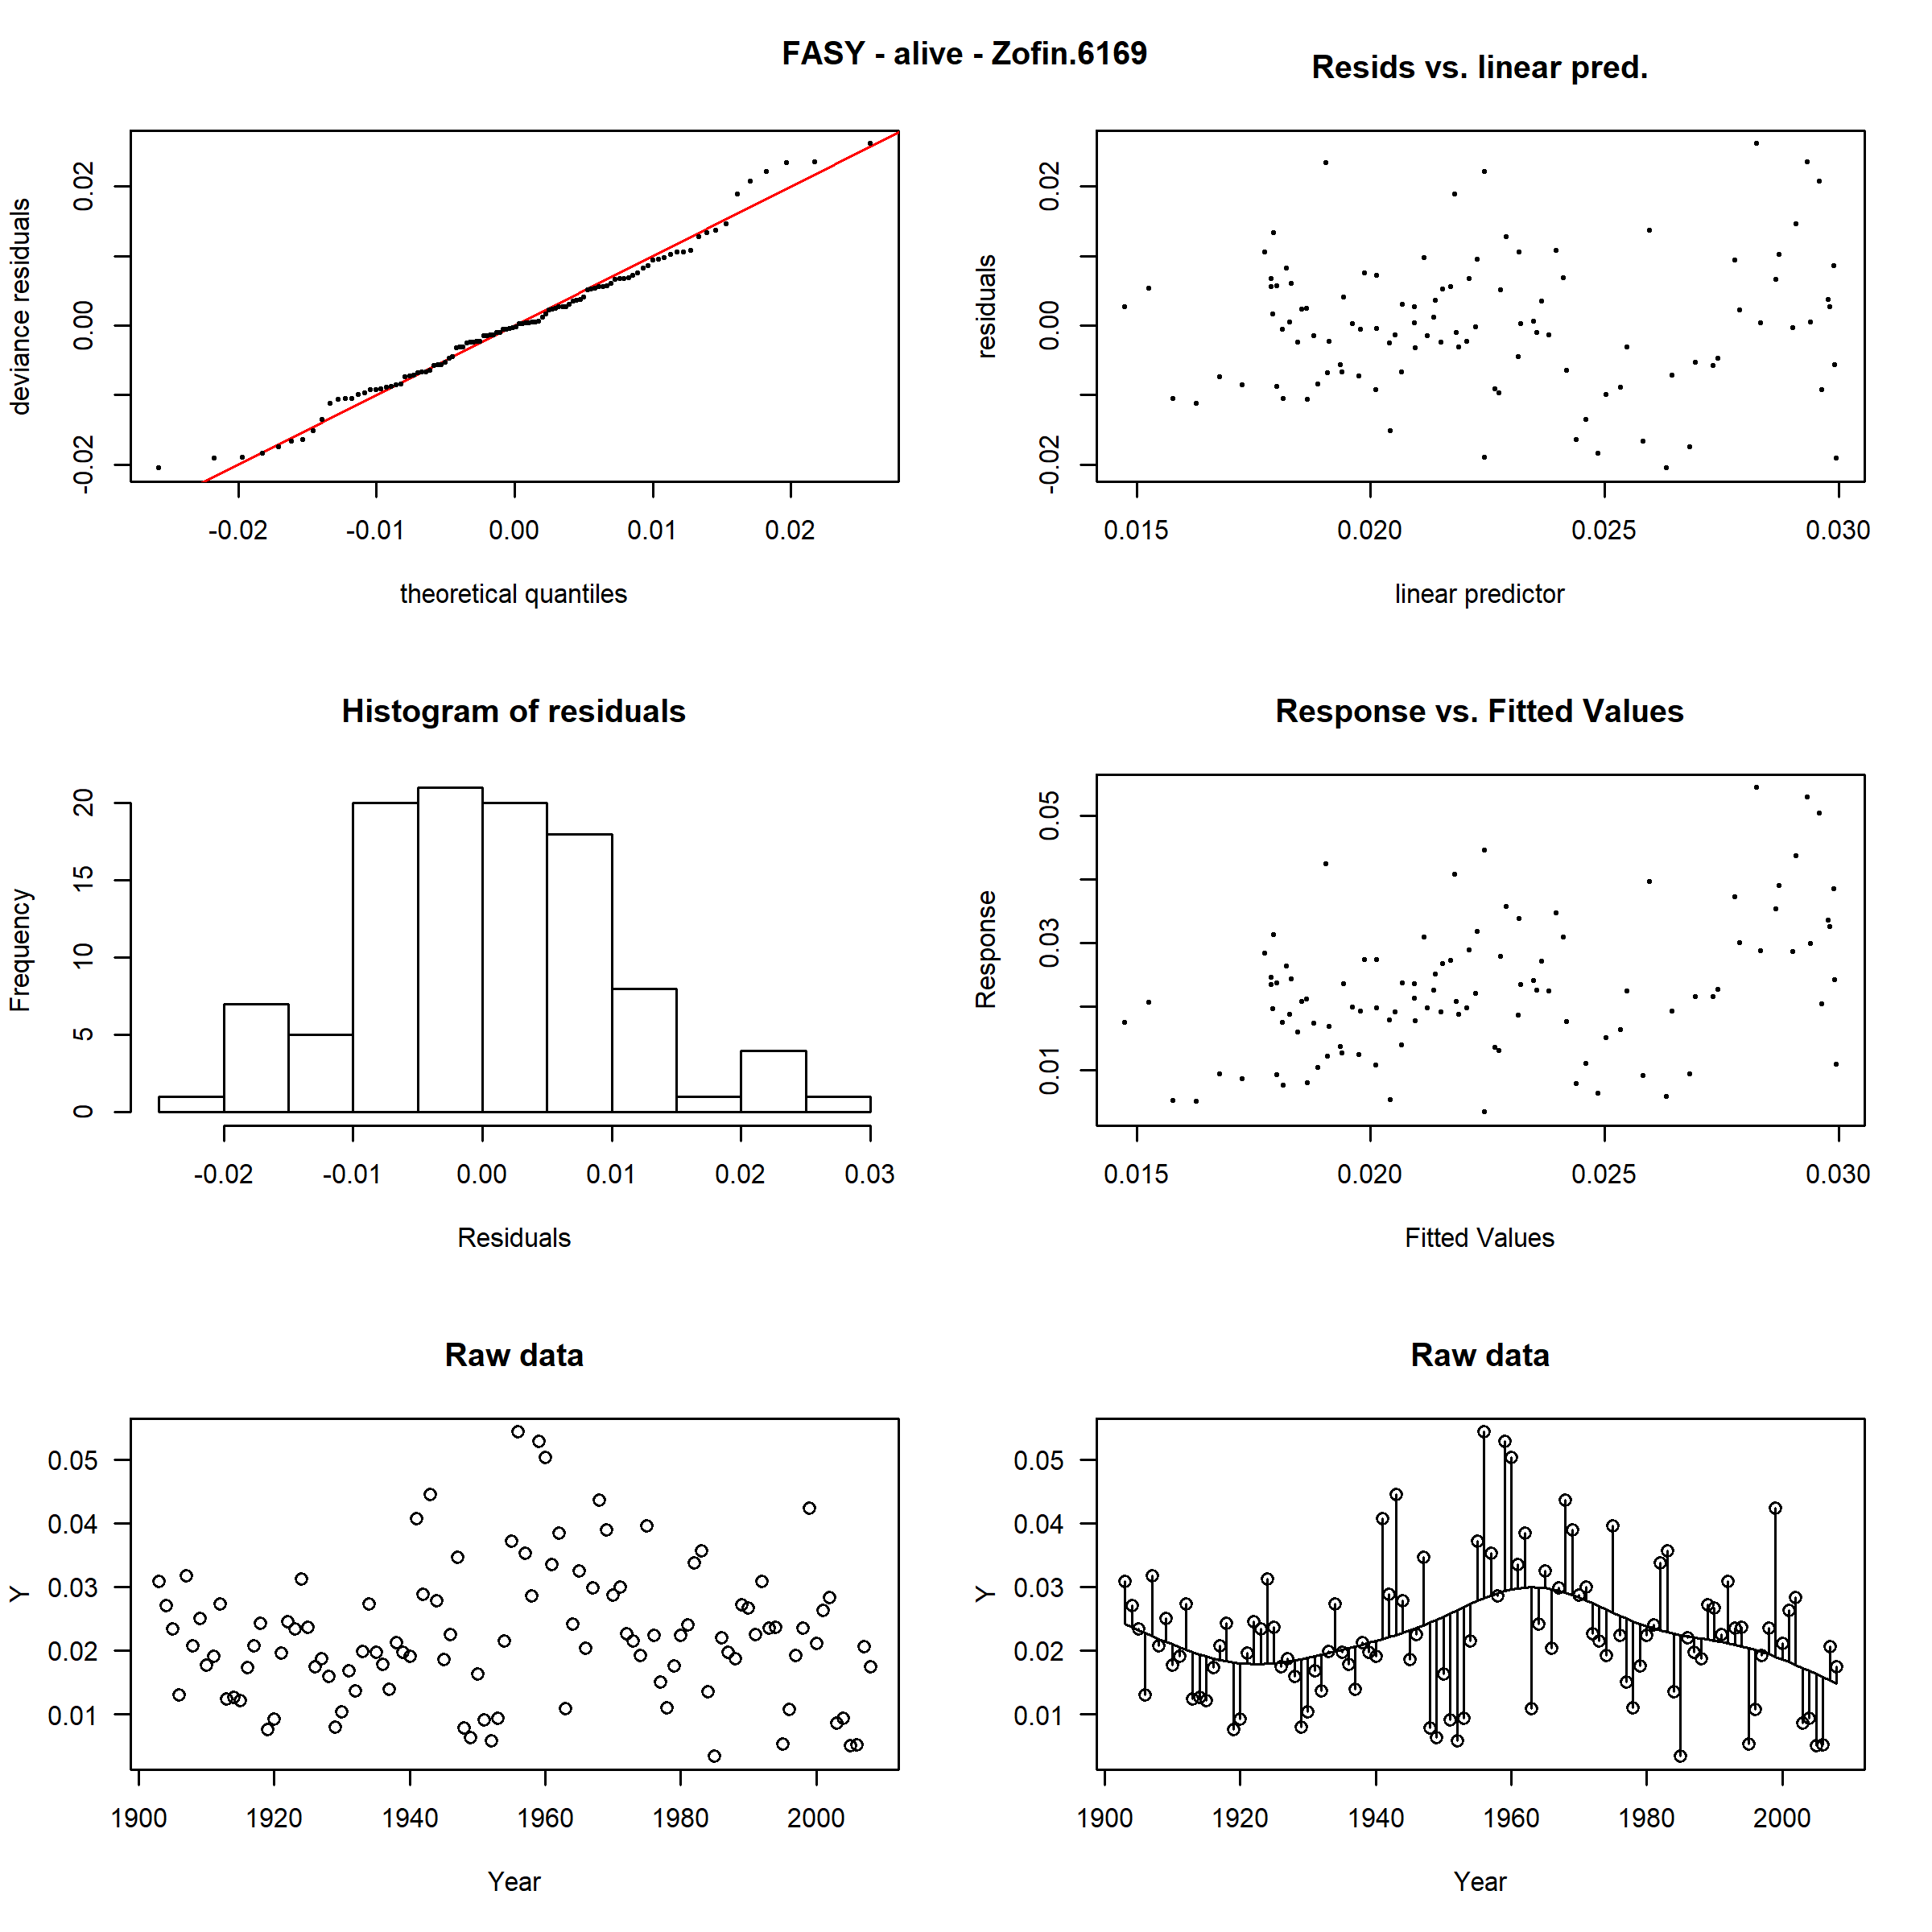 FASY - alive - Zofin.6169
Resids vs. linear pred.
deviance residuals
-0.02 0.00 0.02
-0.02 -0.01 0.00 0.01 0.02
theoretical quantiles
residuals
-0.02 0.00 0.02
0.015 0.020 0.025 0.030
linear predictor
Histogram of residuals
Frequency
0 5 10 15 20
-0.02 -0.01 0.00 0.01 0.02 0.03
Residuals
Response vs. Fitted Values
Response
0.01 0.03 0.05
0.015 0.020 0.025 0.030
Fitted Values
Raw data
Y
0.05
0.04
0.03
0.02
0.01
1900 1920 1940 1960 1980 2000
Year
Raw data
Y
0.05
0.04
0.03
0.02
0.01
1900 1920 1940 1960 1980 2000
Year